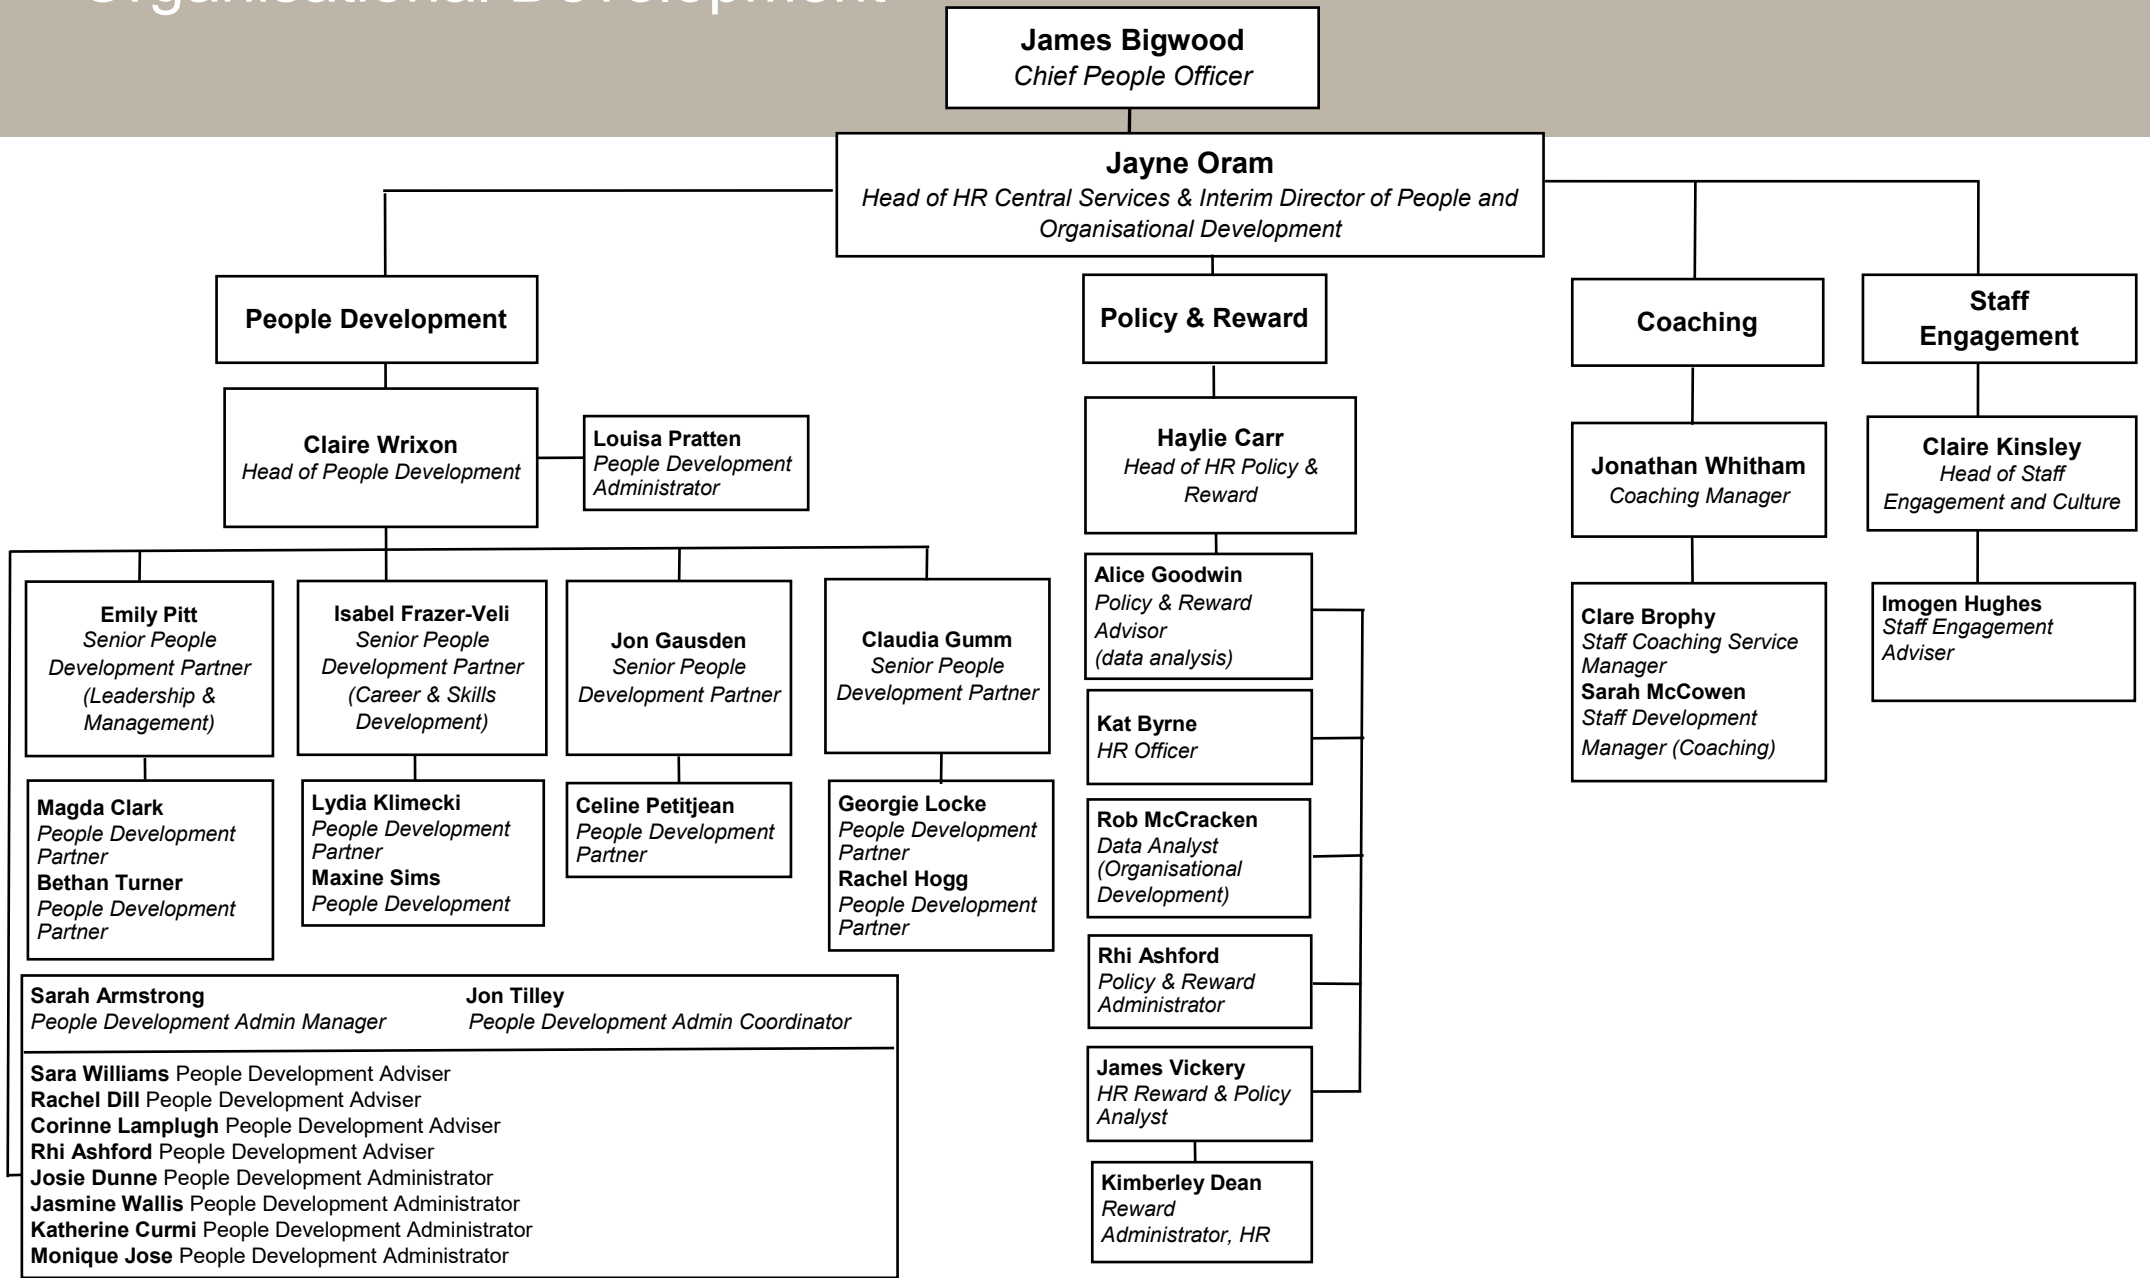 Organisational Development
James Bigwood
Chief People Officer
Jayne Oram
Head of HR Central Services & Interim Director of People and
Organisational Development
People Development
Policy & Reward
Coaching
Staff
Engagement
Claire Wrixon
Head of People Development
Louisa Pratten
People Development
Administrator
Haylie Carr
Head of HR Policy &
Reward
Jonathan Whitham
Coaching Manager
Claire Kinsley
Head of Staff
Engagement and Culture
Emily Pitt
Senior People
Development Partner
(Leadership &
Management)
Isabel Frazer-Veli
Senior People
Development Partner
(Career & Skills
Development)
Jon Gausden
Senior People
Development Partner
Claudia Gumm
Senior People
Development Partner
Magda Clark
People Development
Partner
Bethan Turner
People Development
Partner
Lydia Klimecki
People Development
Partner
Maxine Sims
People Development
Celine Petitjean
People Development
Partner
Georgie Locke
People Development
Partner
Rachel Hogg
People Development
Partner
Sarah Armstrong
People Development Admin Manager
Jon Tilley
People Development Admin Coordinator
Sara Williams People Development Adviser
Rachel Dill People Development Adviser
Corinne Lamplugh People Development Adviser
Rhi Ashford People Development Adviser
Josie Dunne People Development Administrator
Jasmine Wallis People Development Administrator
Katherine Curmi People Development Administrator
Monique Jose People Development Administrator
Alice Goodwin
Policy & Reward
Advisor
(data analysis)
Kat Byrne
HR Officer
Rob McCracken
Data Analyst
(Organisational
Development)
Rhi Ashford
Policy & Reward
Administrator
James Vickery
HR Reward & Policy
Analyst
Kimberley Dean
Reward
Administrator, HR
Clare Brophy
Staff Coaching Service
Manager
Sarah McCowen
Staff Development
Manager (Coaching)
Imogen Hughes
Staff Engagement
Adviser